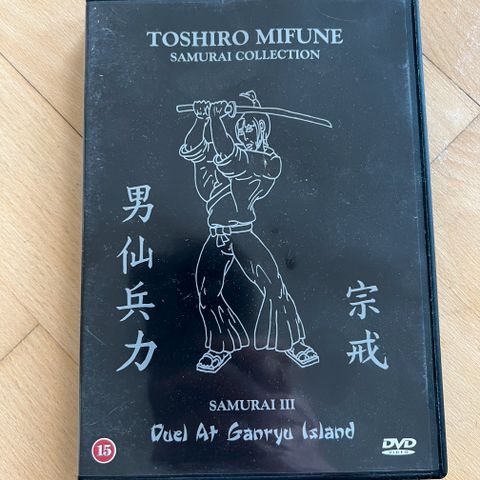 TOSHIRO MIFUNE
SAMURAI COLLECTION
男仙兵力
宗戒
SAMURAI III
Duel At Ganryu Island
15
DVD
VIDEO